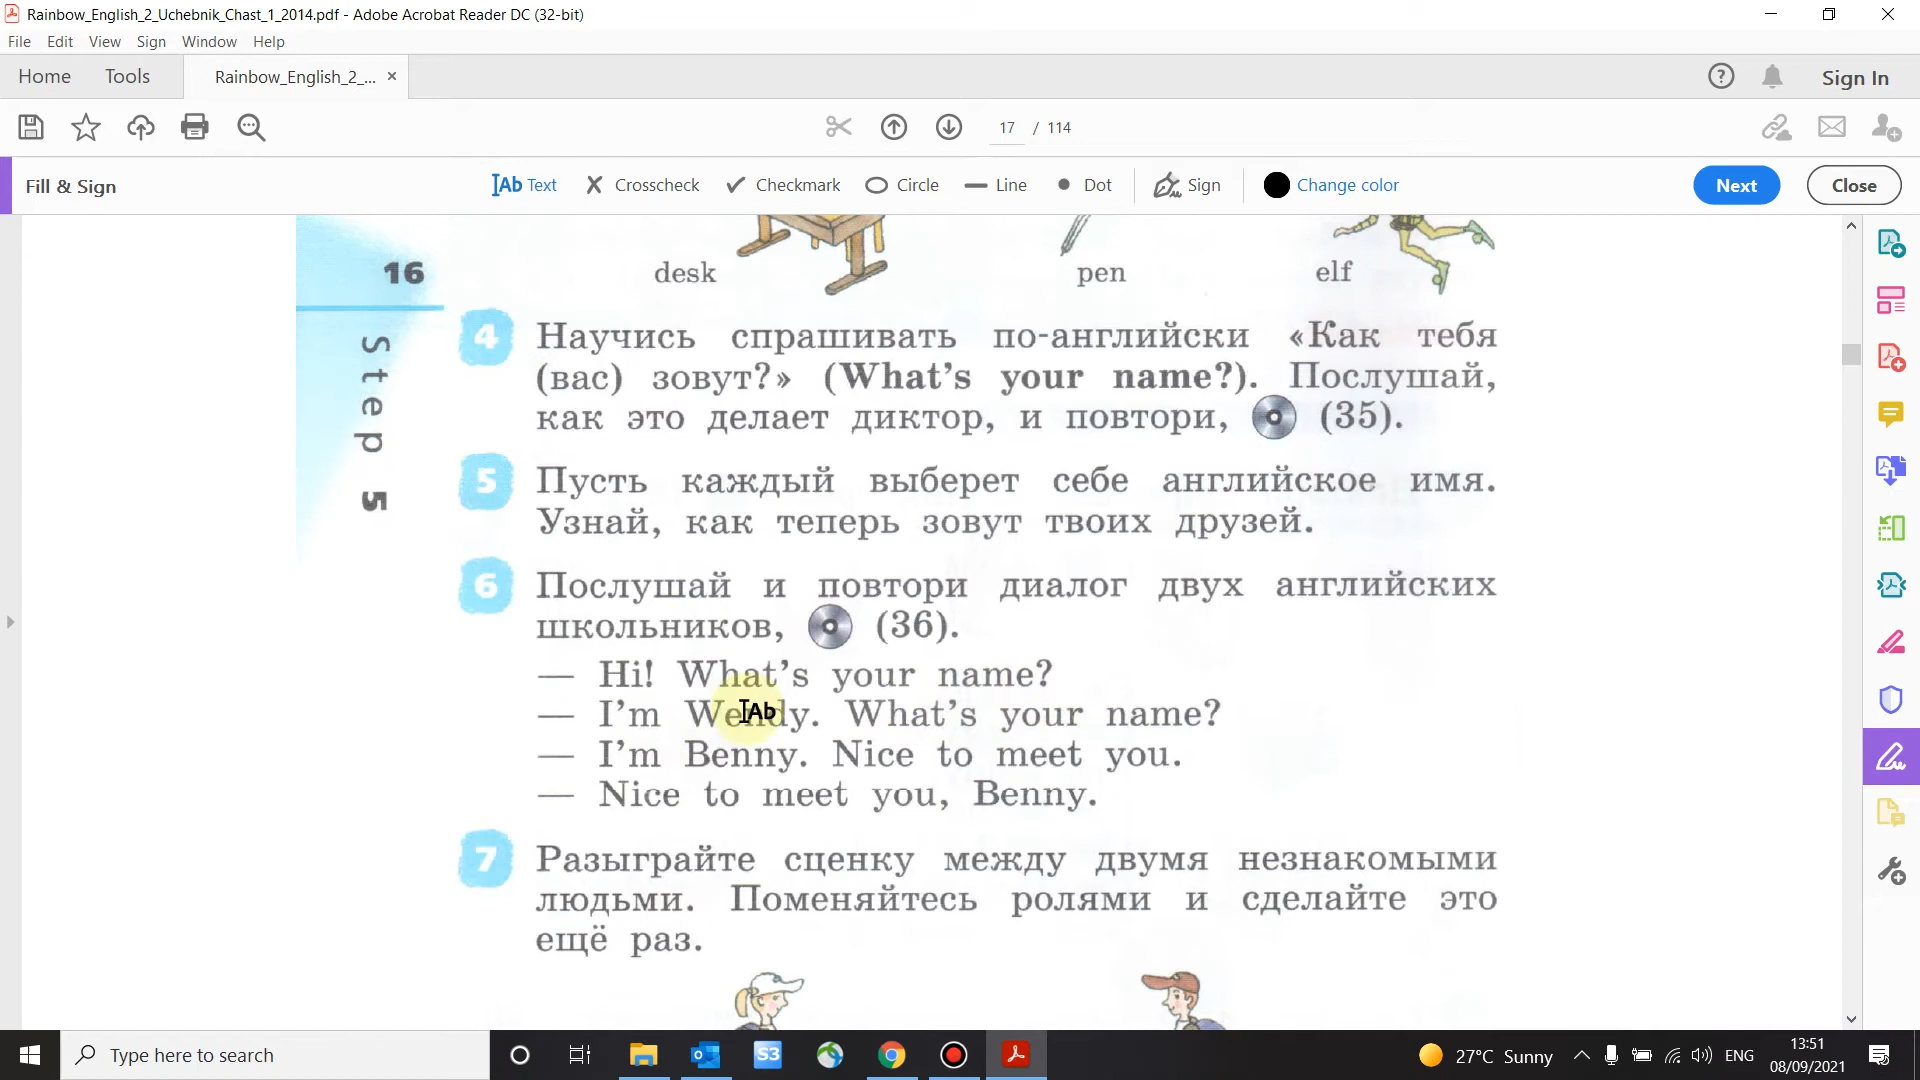 Rainbow_English_2_Uchebnik_Chast_1_2014.pdf - Adobe Acrobat Reader DC (32-bit)
File Edit View Sign Window Help
Home Tools Rainbow_English_2_... × Sign In
17 / 114
Fill & Sign Ab Text Crosscheck Checkmark Circle Line Dot Sign Change color Next Close
16 desk pen elf
Step 5
4 Научись спрашивать по-английски «Как тебя
(вас) зовут?» (What's your name?). Послушай,
как это делает диктор, и повтори, (35).
5 Пусть каждый выберет себе английское имя.
Узнай, как теперь зовут твоих друзей.
6 Послушай и повтори диалог двух английских
школьников, (36).
— Hi! What's your name?
— I'm Wendy. What's your name?
— I'm Benny. Nice to meet you.
— Nice to meet you, Benny.
7 Разыграйте сценку между двумя незнакомыми
людьми. Поменяйтесь ролями и сделайте это
ещё раз.
Type here to search S3 27°C Sunny ENG 13:51
08/09/2021